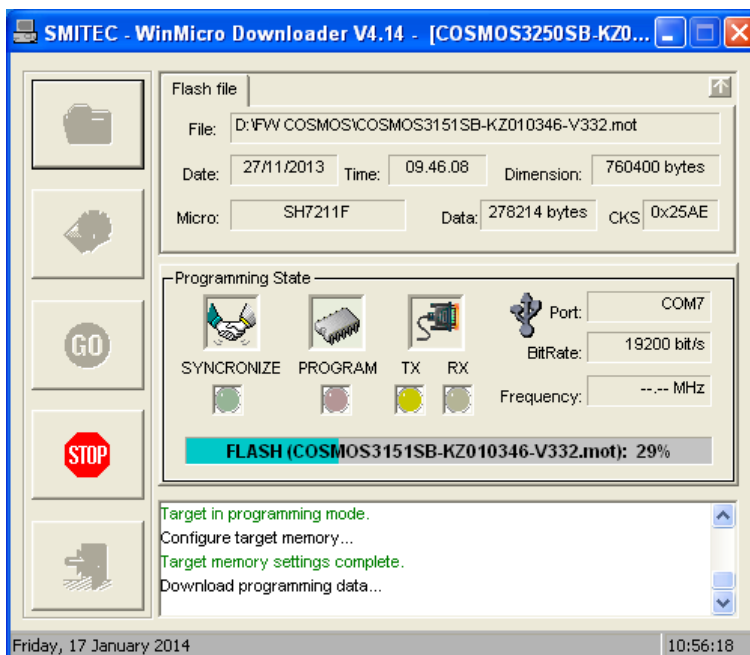 SMITEC - WinMicro Downloader V4.14 - [COSMOS3250SB-KZ0...
Flash file
File: D:\FW COSMOS\COSMOS3151SB-KZ010346-V332.mot
Date: 27/11/2013 Time: 09.46.08 Dimension: 760400 bytes
Micro: SH7211F Data: 278214 bytes CKS 0x25AE
GO
STOP
Programming State
SYNCRONIZE PROGRAM TX RX
Port: COM7
BitRate: 19200 bit/s
Frequency: --.-- MHz
FLASH (COSMOS3151SB-KZ010346-V332.mot): 29%
Target in programming mode.
Configure target memory...
Target memory settings complete.
Download programming data...
Friday, 17 January 2014 10:56:18